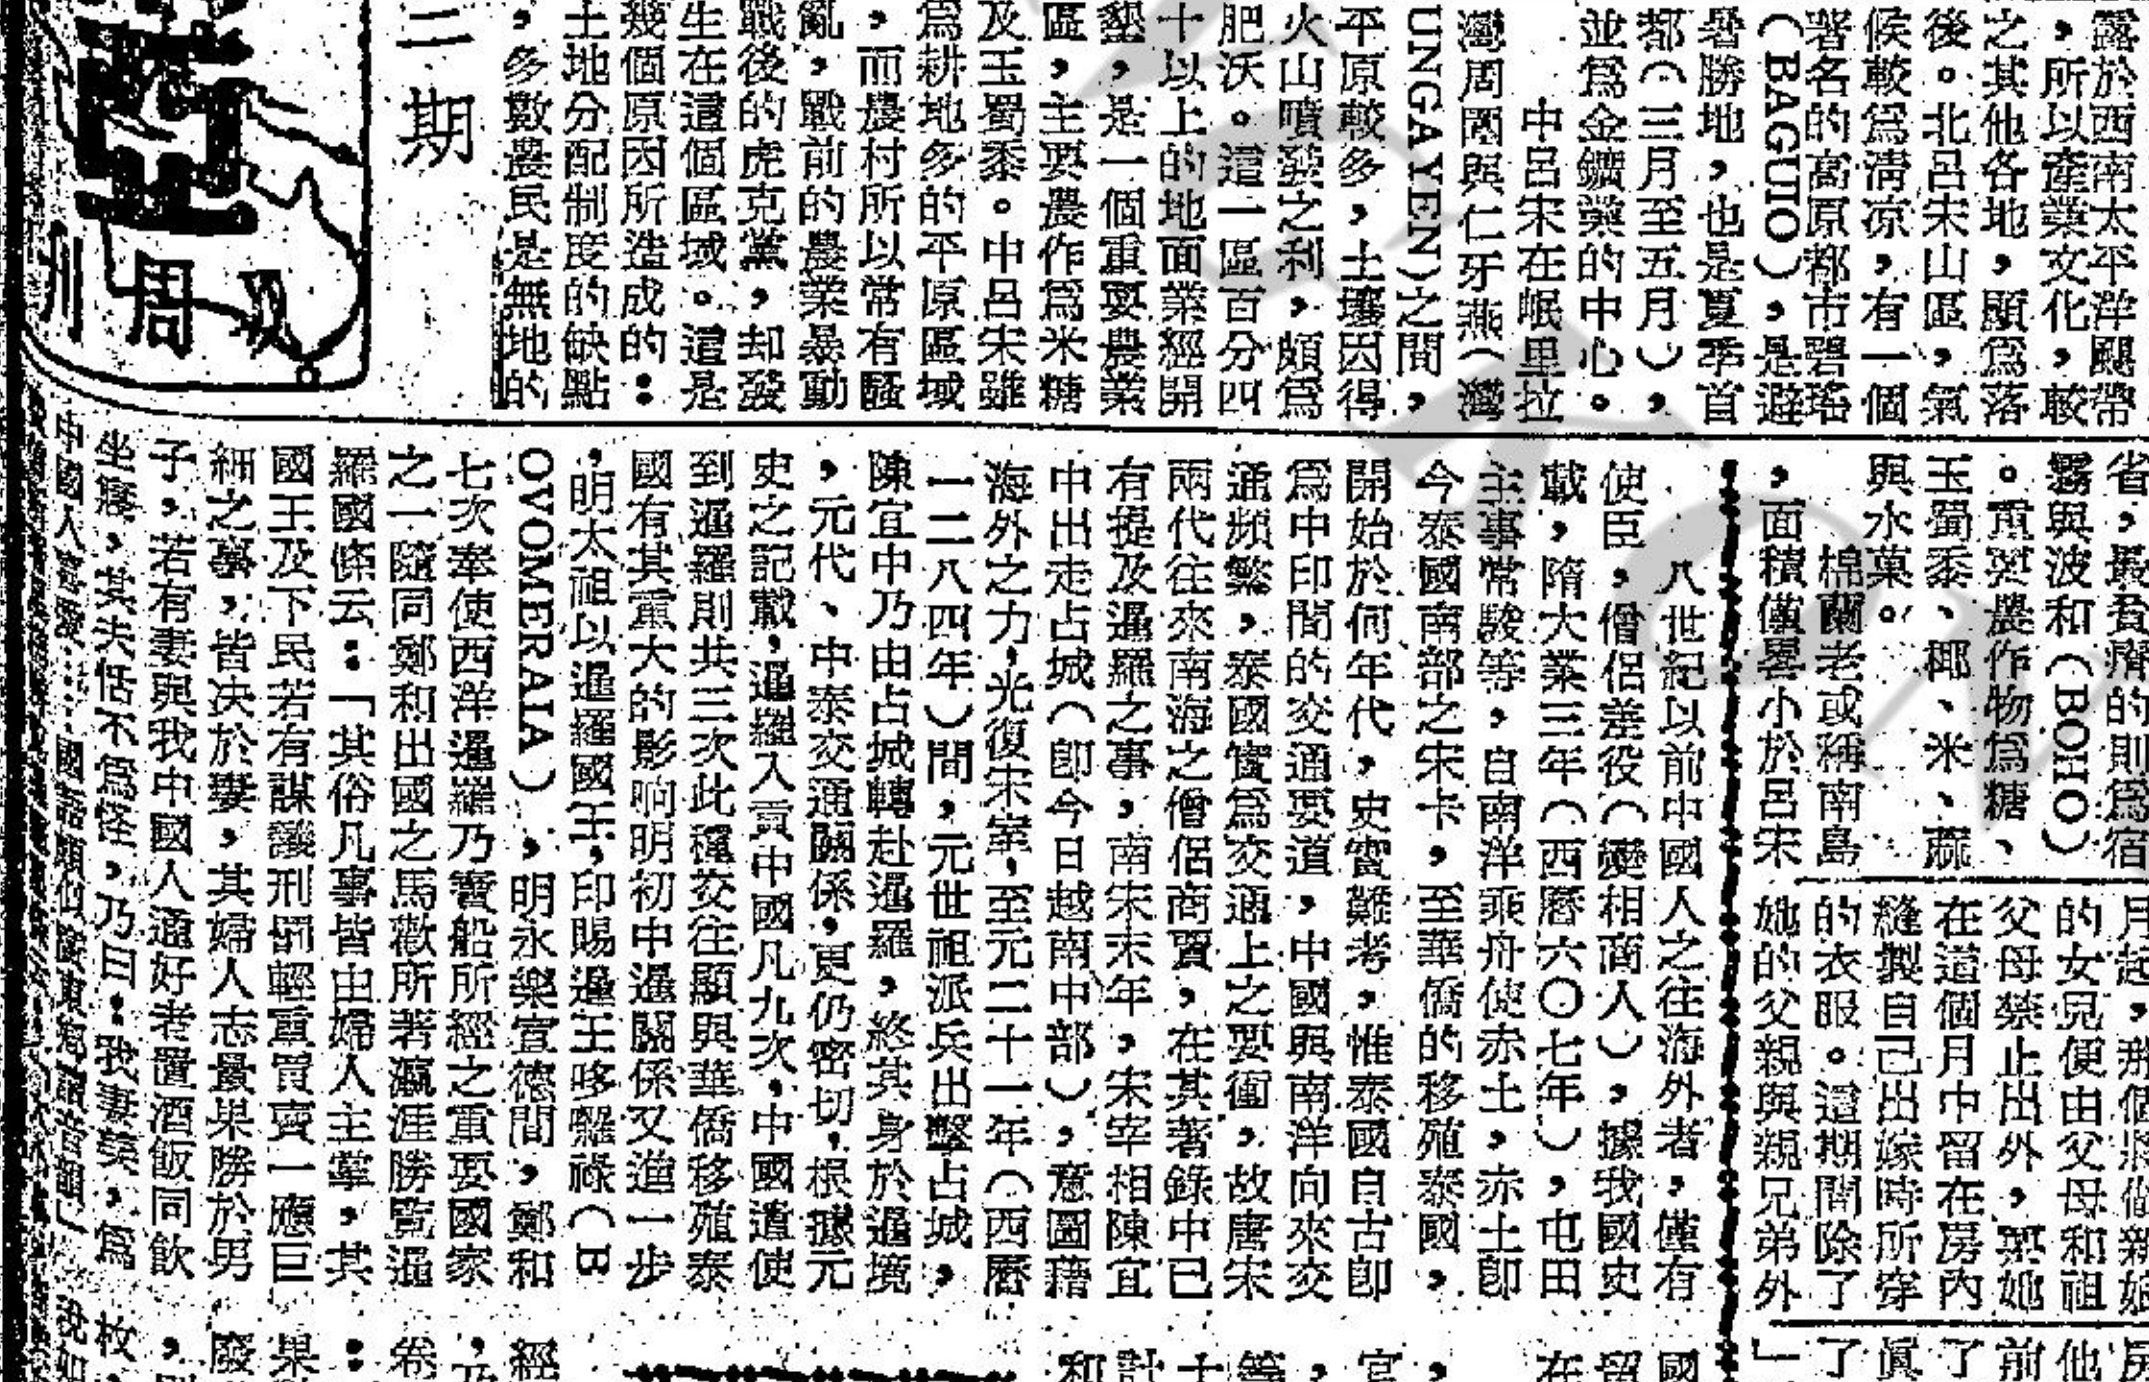 露於西南太平洋颶帶
，所以產業文化，較
之其他各地，顯爲落
後。北呂宋山區，氣
候較爲清凉，有一個
著名的高原都市碧瑤
（BAGUIO），是避
暑勝地，也是夏季首
都（三月至五月），
並爲金鑛業的中心。
中呂宋在岷里拉
灣周圍與仁牙燕（灣
UNGAYEN）之間，
平原較多，土壤因得
火山噴發之利，頗爲
肥沃。這一區百分四
十以上的地面業經開
墾，是一個重要農業
區，主要農作爲米糖
及玉蜀黍。中呂宋雖
爲耕地多的平原區域
，而農村所以常有騷
亂，戰前的農業暴動
戰後的虎克黨，却發
生在這個區域。這是
幾個原因所造成的：
土地分配制度的缺點
，多數農民是無地的
二期
周刊
省，最貧瘠的則爲宿
霧與波和（BOHO）
。重要農作物爲糖、
玉蜀黍、椰、米、蔴
與水菓。
棉蘭老或稱南島
，面積僅畧小於呂宋
的女兒便由父母和祖
父母禁止出外，要她
在這個月中留在房內
縫製自己出嫁時所穿
的衣服。這期間除了
她的父親與親兄弟外
八世紀以前中國人之往海外者，僅有
使臣，僧侶差役（變相商人），據我國史
載，隋大業三年（西曆六〇七年），屯田
主事常駿等，自南洋乘舟使赤土，赤土即
今泰國南部之宋卡，至華僑的移殖泰國，
開始於何年代，史實難考，惟泰國自古即
爲中印間的交通要道，中國與南洋向來交
通頻繁，泰國實爲交通上之要衝，故唐宋
兩代往來南海之僧侶商賈，在其著錄中已
有提及暹羅之事，南宋末年，宋宰相陳宜
中出走占城（即今日越南中部），意圖藉
海外之力，光復宋室，至元二十一年（西曆
一二八四年）間，元世祖派兵出擊占城，
陳宜中乃由占城轉赴暹羅，終其身於暹境
，元代、中泰交通關係，更仍密切，根據元
史之記載，暹羅入貢中國凡九次，中國遣使
到暹羅則共三次此種交往顯與華僑移殖泰
國有其重大的影响明初中暹關係又進一步
，明太祖以暹羅國王，印賜暹王哆囉祿（B
OVOMERAIA），明永樂宣德間，鄭和
七次奉使西洋暹羅乃寶船所經之重要國家
之一隨同鄭和出國之馬歡所著瀛涯勝覽暹
羅國條云：「其俗凡事皆由婦人主掌，其
國王及下民若有謀議刑罰輕重買賣一應巨
細之事，皆决於妻，其婦人志量果勝於男
子，若有妻與我中國人通好者置酒飯同飲
坐寢，其夫恬不爲怪，乃曰：我妻美，爲